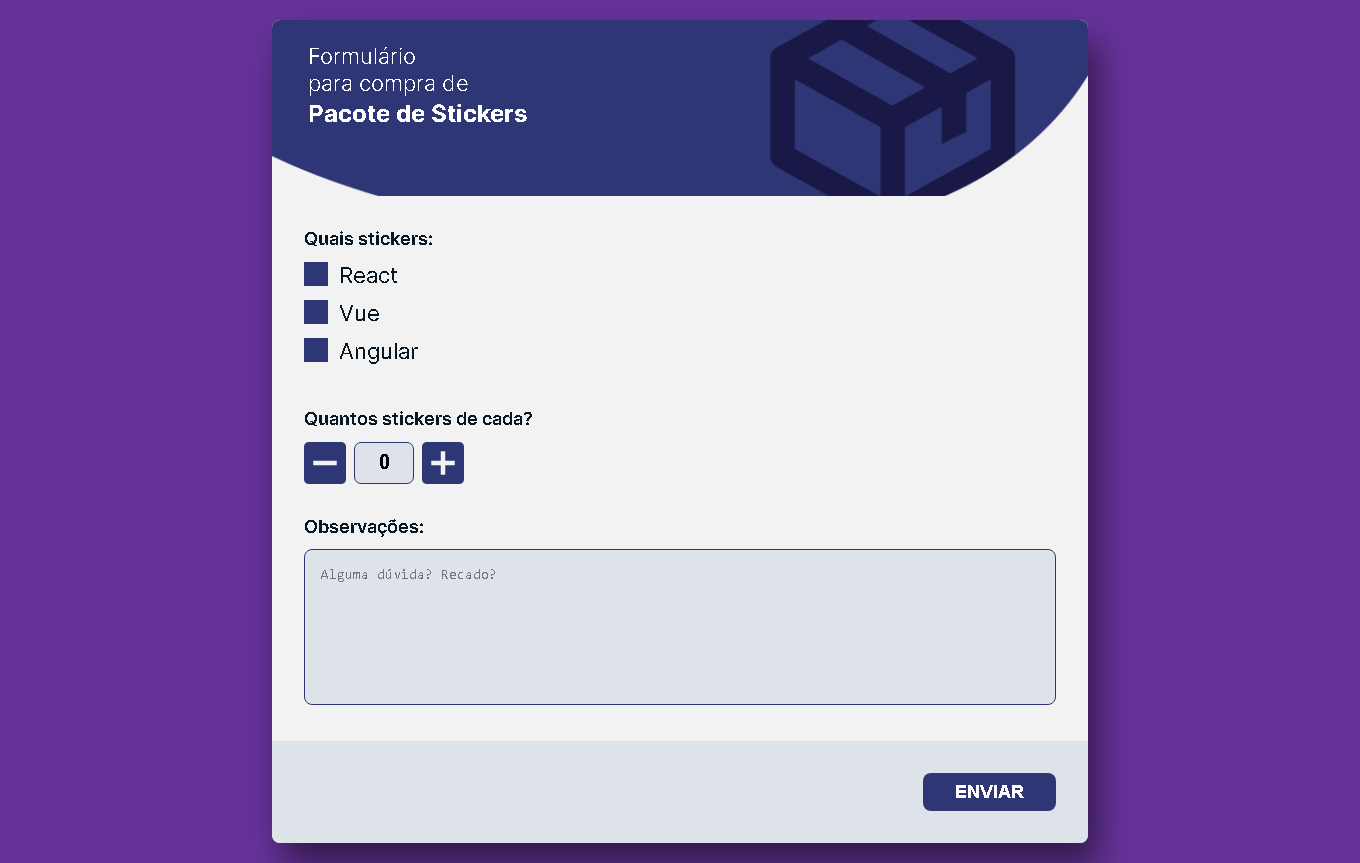 Formulário
para compra de
Pacote de Stickers
Quais stickers:
React
Vue
Angular
Quantos stickers de cada?
0
Observações:
Alguma dúvida? Recado?
ENVIAR